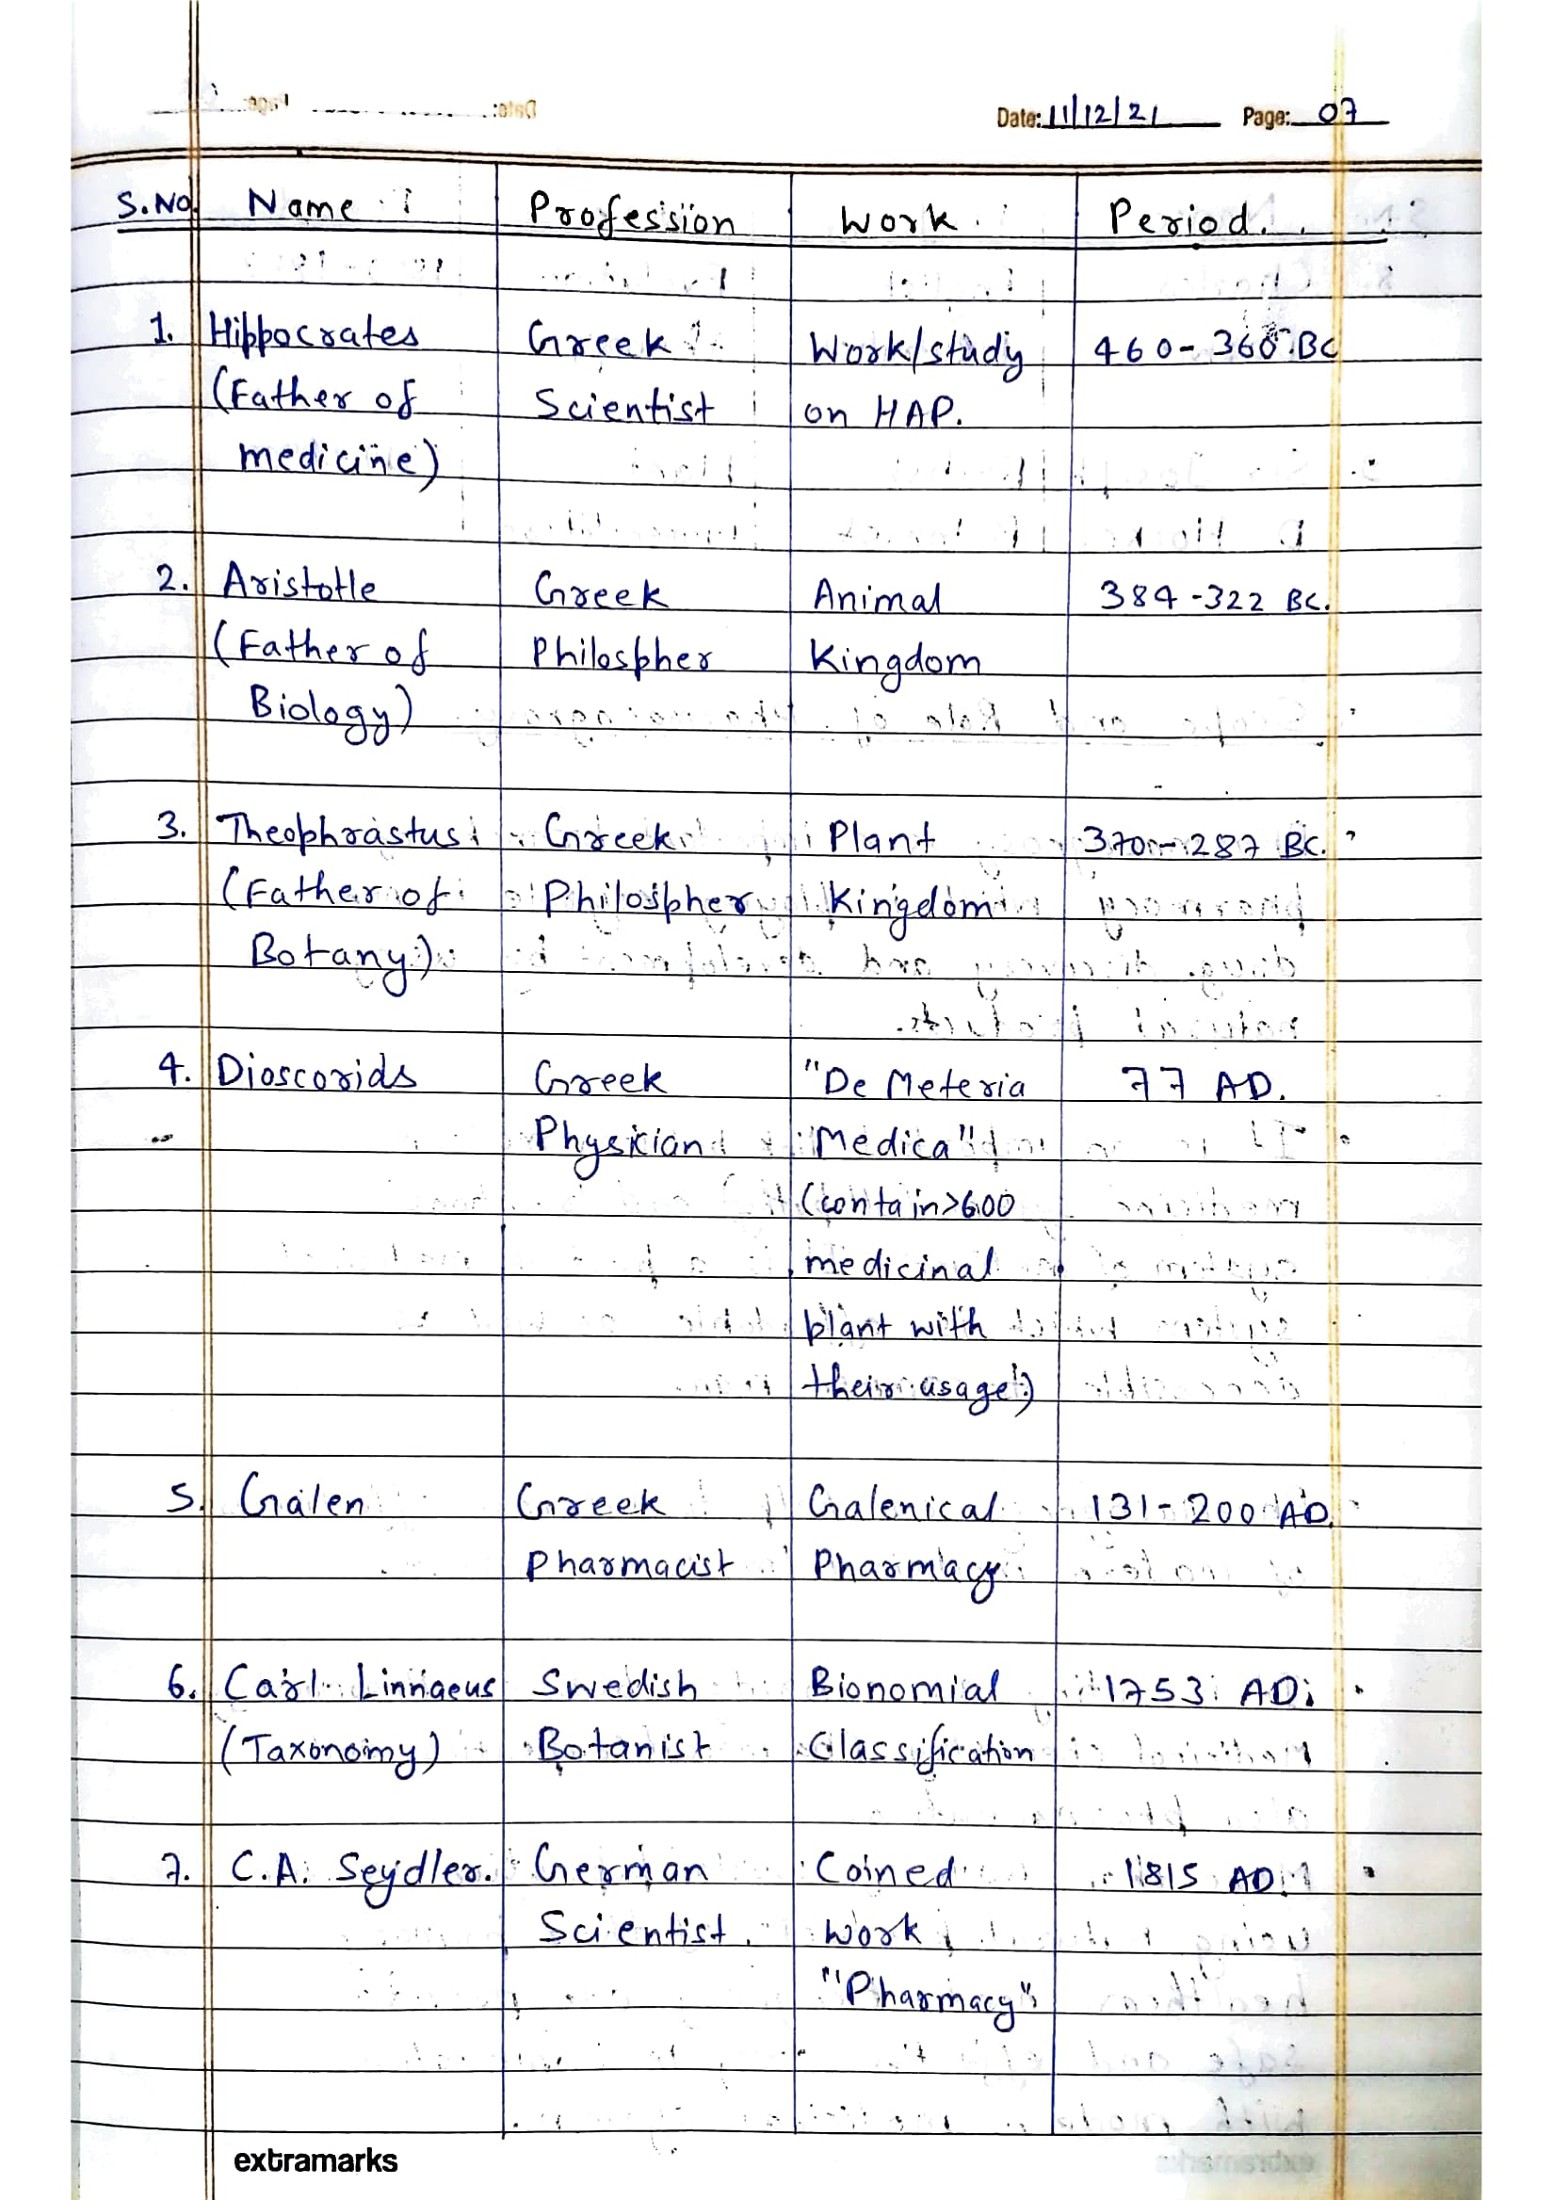 Date: 11/12/21 Page: 07
S.No. Name Profession Work Period.
1. Hippocrates Greek Work/study 460-360 BC
(Father of Scientist on HAP.
medicine)
2. Aristotle Greek Animal 384-322 BC.
(Father of Philospher Kingdom
Biology)
3. Theophrastus Greek Plant 370-287 BC.
(Father of Philospher Kingdom
Botany)
4. Dioscorids Greek "De Meteria 77 AD.
Physician Medica"
(contain>600
medicinal
plant with
their usage)
5. Galen Greek Galenical 131-200 AD.
Pharmacist Pharmacy
6. Carl Linnaeus Swedish Bionomial 1753 AD
(Taxonomy) Botanist Classification
7. C.A. Seydler. German Coined 1815 AD
Scientist. Work
"Pharmacy"
extramarks